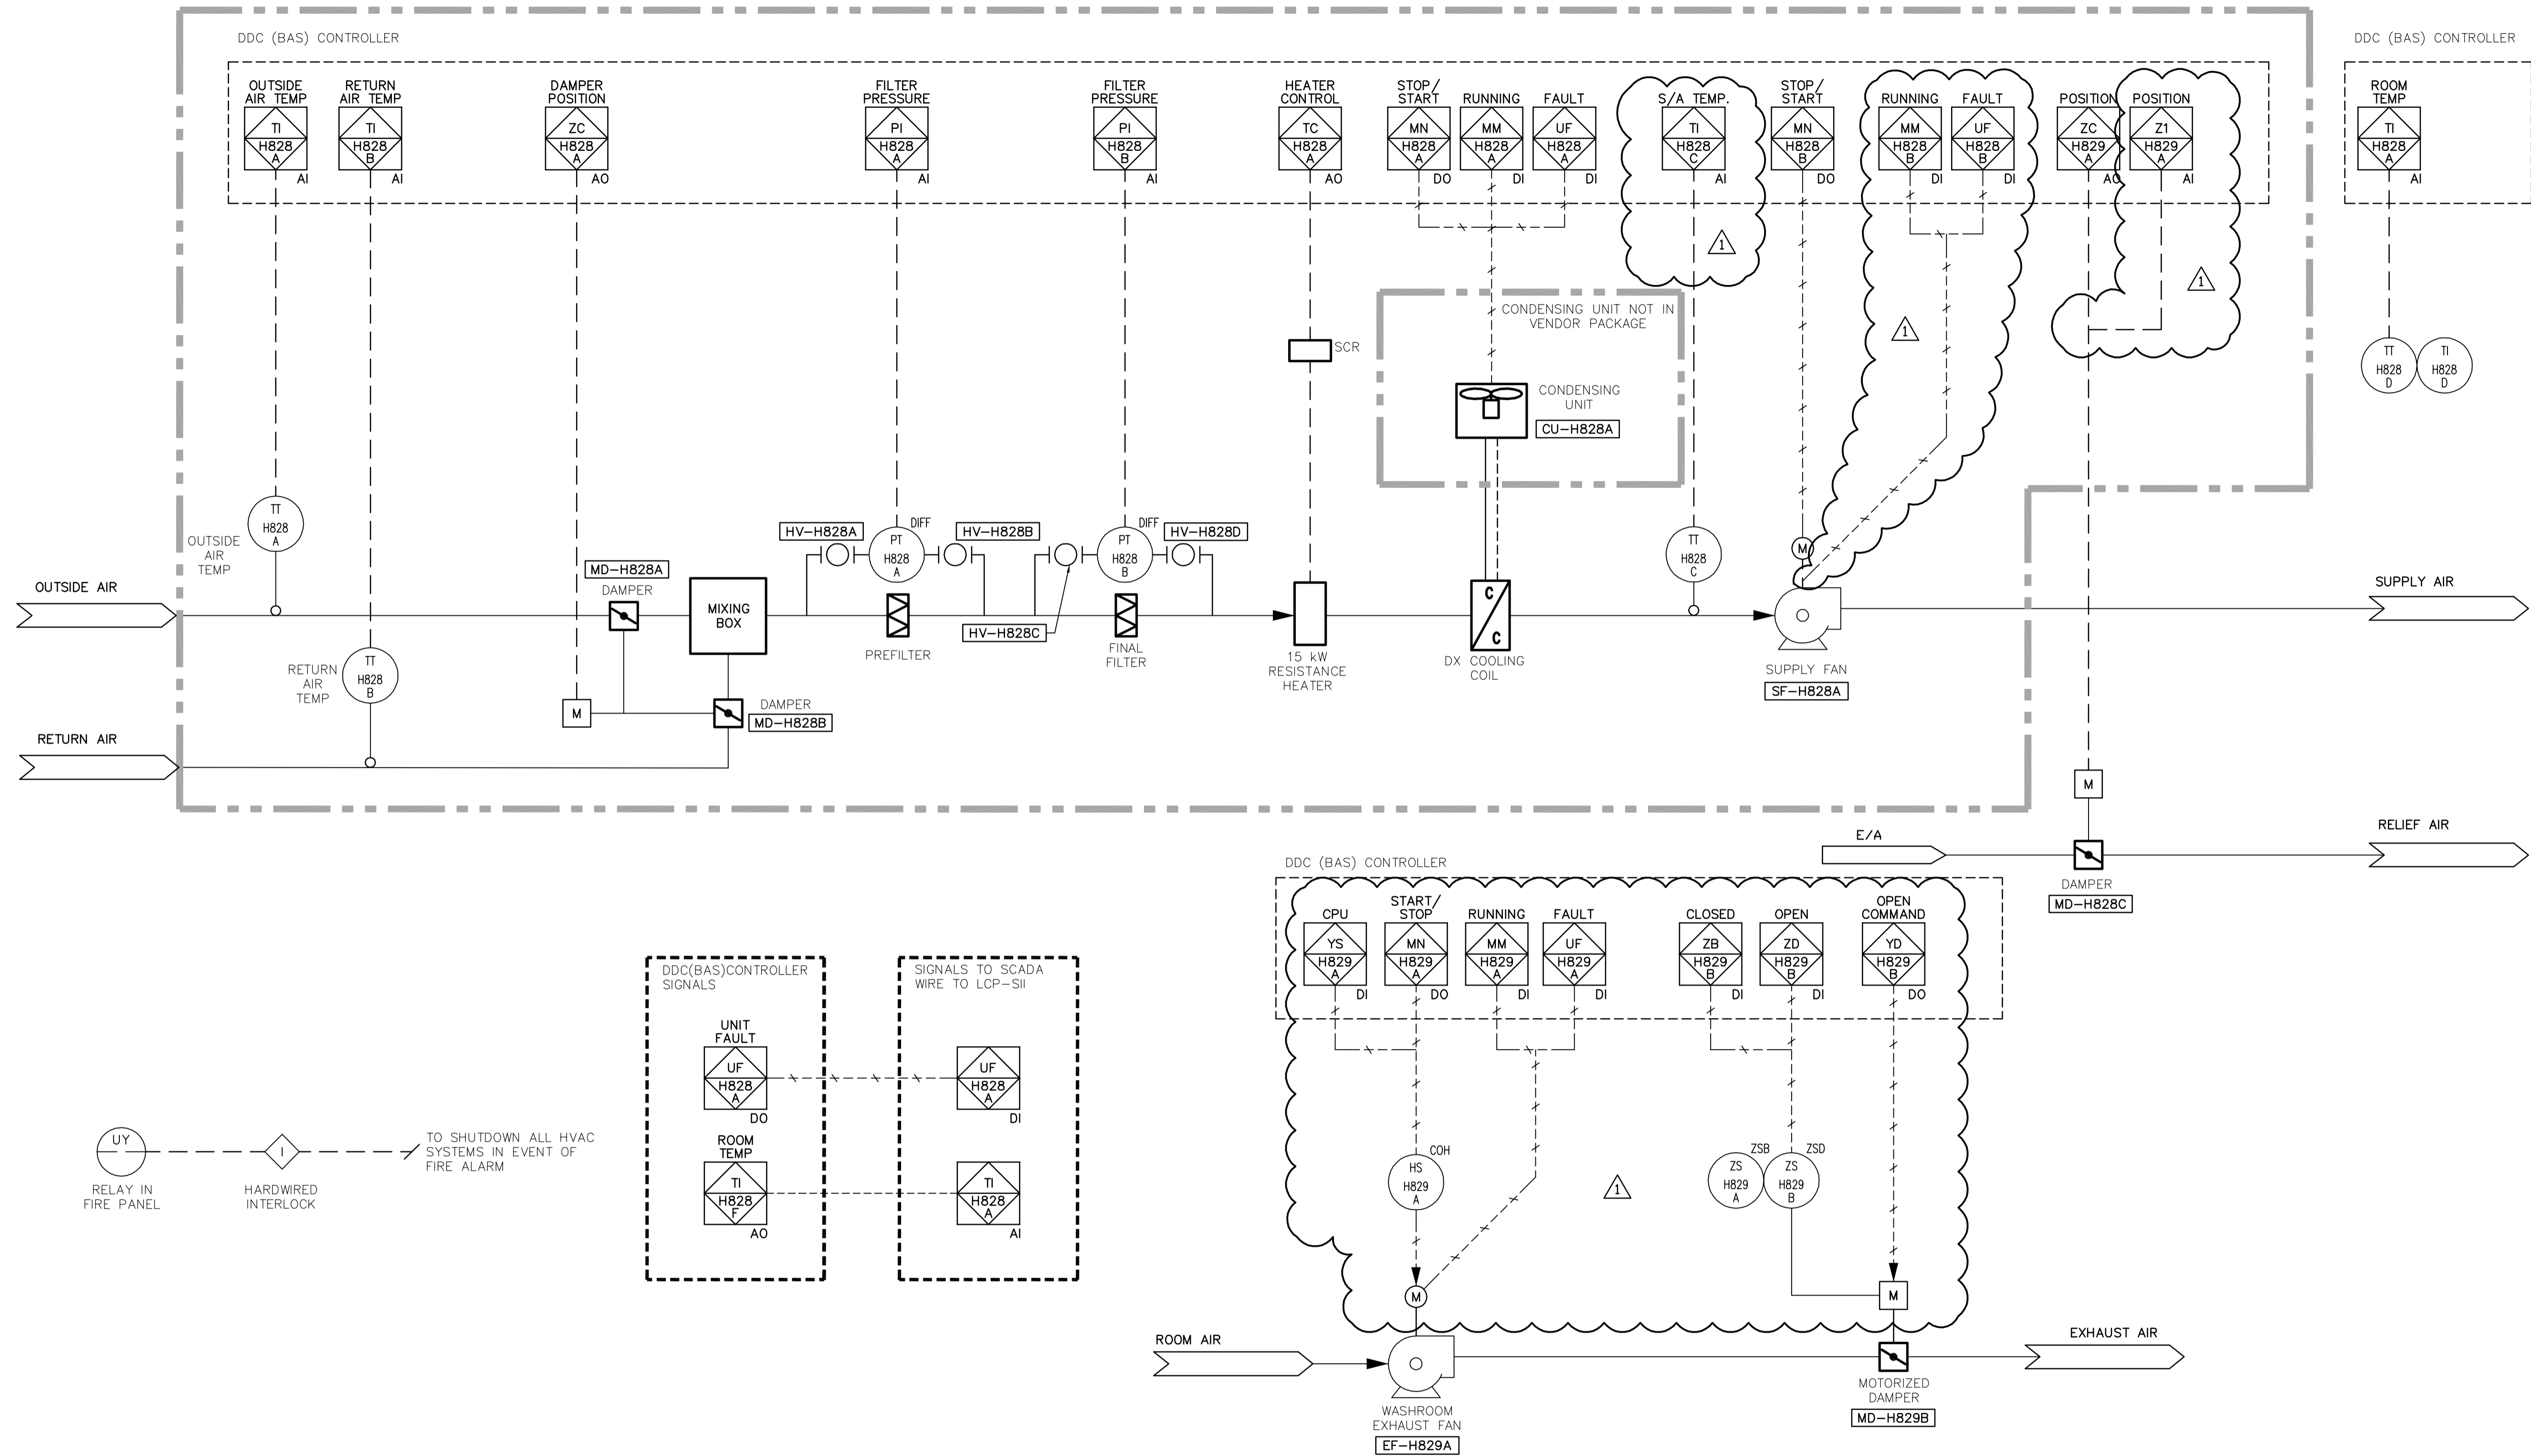 DDC (BAS) CONTROLLER
DDC (BAS) CONTROLLER
OUTSIDE
AIR TEMP
TI
H828
A
AI
RETURN
AIR TEMP
TI
H828
B
AI
DAMPER
POSITION
ZC
H828
A
AO
FILTER
PRESSURE
PI
H828
A
AI
FILTER
PRESSURE
PI
H828
B
AI
HEATER
CONTROL
TC
H828
A
AO
STOP/
START
MN
H828
A
DO
RUNNING
MM
H828
A
DI
FAULT
UF
H828
A
DI
S/A TEMP.
TI
H828
C
AI
STOP/
START
MN
H828
B
DO
RUNNING
MM
H828
B
DI
FAULT
UF
H828
B
DI
POSITION
ZC
H829
A
AO
POSITION
Z1
H829
A
AI
ROOM
TEMP
TI
H828
A
AI
1
1
1
CONDENSING UNIT NOT IN
VENDOR PACKAGE
SCR
CONDENSING
UNIT
CU-H828A
TT
H828
D
TI
H828
D
TT
H828
A
OUTSIDE
AIR
TEMP
HV-H828A
DIFF
PT
H828
A
HV-H828B
DIFF
PT
H828
B
HV-H828D
TT
H828
C
M
MD-H828A
DAMPER
OUTSIDE AIR
SUPPLY AIR
MIXING
BOX
HV-H828C
C
C
PREFILTER
FINAL
FILTER
15 kW
RESISTANCE
HEATER
DX COOLING
COIL
SUPPLY FAN
SF-H828A
RETURN
AIR
TEMP
TT
H828
B
M
DAMPER
MD-H828B
RETURN AIR
M
E/A
RELIEF AIR
DAMPER
MD-H828C
DDC (BAS) CONTROLLER
CPU
YS
H829
A
DI
START/
STOP
MN
H829
A
DO
RUNNING
MM
H829
A
DI
FAULT
UF
H829
A
DI
CLOSED
ZB
H829
B
DI
OPEN
ZD
H829
B
DI
OPEN
COMMAND
YD
H829
B
DO
DDC(BAS)CONTROLLER
SIGNALS
SIGNALS TO SCADA
WIRE TO LCP-SII
UNIT
FAULT
UF
H828
A
DO
UF
H828
A
DI
ROOM
TEMP
TI
H828
F
AO
TI
H828
A
AI
UY
RELAY IN
FIRE PANEL
I
HARDWIRED
INTERLOCK
TO SHUTDOWN ALL HVAC
SYSTEMS IN EVENT OF
FIRE ALARM
COH
HS
H829
A
ZSB
ZS
H829
A
ZSD
ZS
H829
B
1
M
M
ROOM AIR
EXHAUST AIR
WASHROOM
EXHAUST FAN
EF-H829A
MOTORIZED
DAMPER
MD-H829B